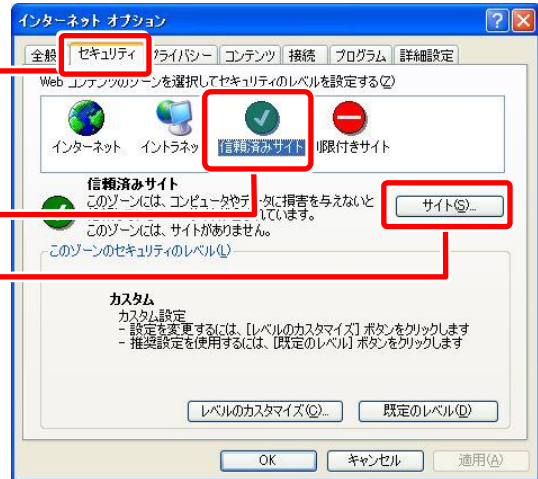 インターネット オプション
全般 セキュリティ プライバシー コンテンツ 接続 プログラム 詳細設定
Web コンテンツのゾーンを選択してセキュリティのレベルを設定する(Z)
インターネット イントラネッ 信頼済みサイト 限付きサイト
信頼済みサイト
このゾーンには、コンピュータやデータに損害を与えないと
ています。
このゾーンには、サイトがありません。
サイト(S)...
このゾーンのセキュリティのレベル(L)
カスタム
カスタム設定
- 設定を変更するには、[レベルのカスタマイズ] ボタンをクリックします
- 推奨設定を使用するには、[既定のレベル] ボタンをクリックします
レベルのカスタマイズ(C)... 既定のレベル(D)
OK キャンセル 適用(A)